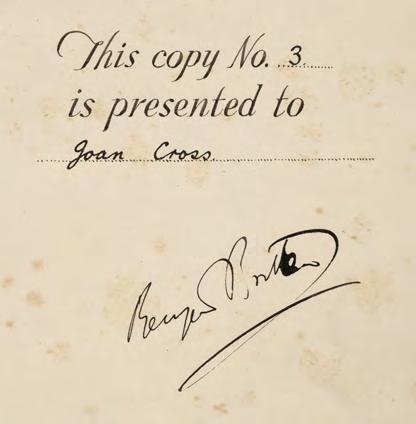 This copy No. 3.
is presented to
Joan Cross.
Benjamin Britten